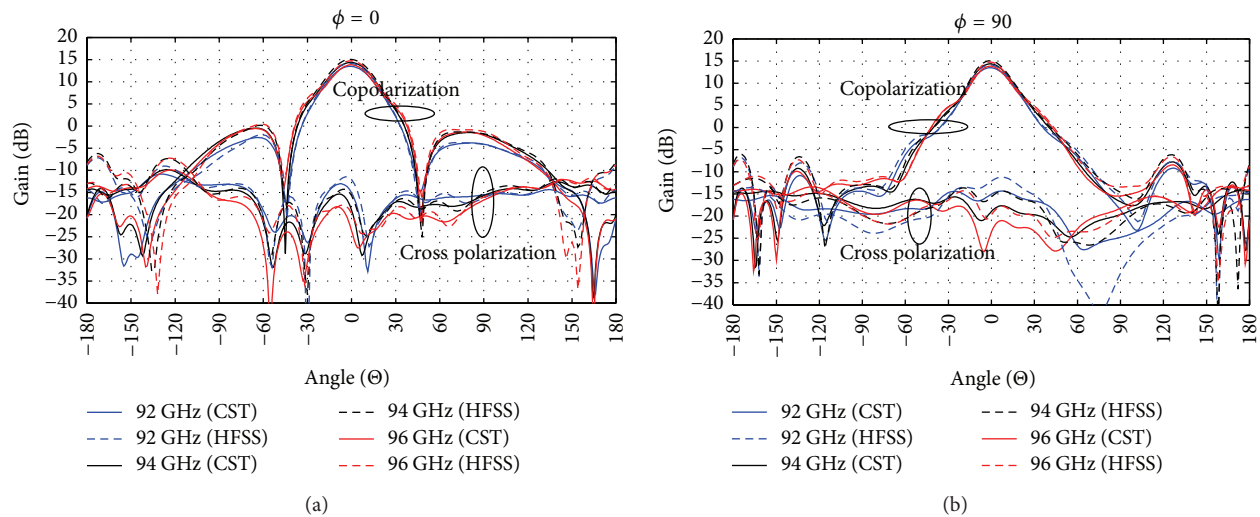 ϕ = 0
20
15
10
5
0
−5
−10
−15
−20
−25
−30
−35
−40
Gain (dB)
Copolarization
Cross polarization
−180
−150
−120
−90
−60
−30
0
30
60
90
120
150
180
Angle (Θ)
92 GHz (CST)
92 GHz (HFSS)
94 GHz (CST)
94 GHz (HFSS)
96 GHz (CST)
96 GHz (HFSS)
(a)
ϕ = 90
20
15
10
5
0
−5
−10
−15
−20
−25
−30
−35
−40
Gain (dB)
Copolarization
Cross polarization
−180
−150
−120
−90
−60
−30
0
30
60
90
120
150
180
Angle (Θ)
92 GHz (CST)
92 GHz (HFSS)
94 GHz (CST)
94 GHz (HFSS)
96 GHz (CST)
96 GHz (HFSS)
(b)